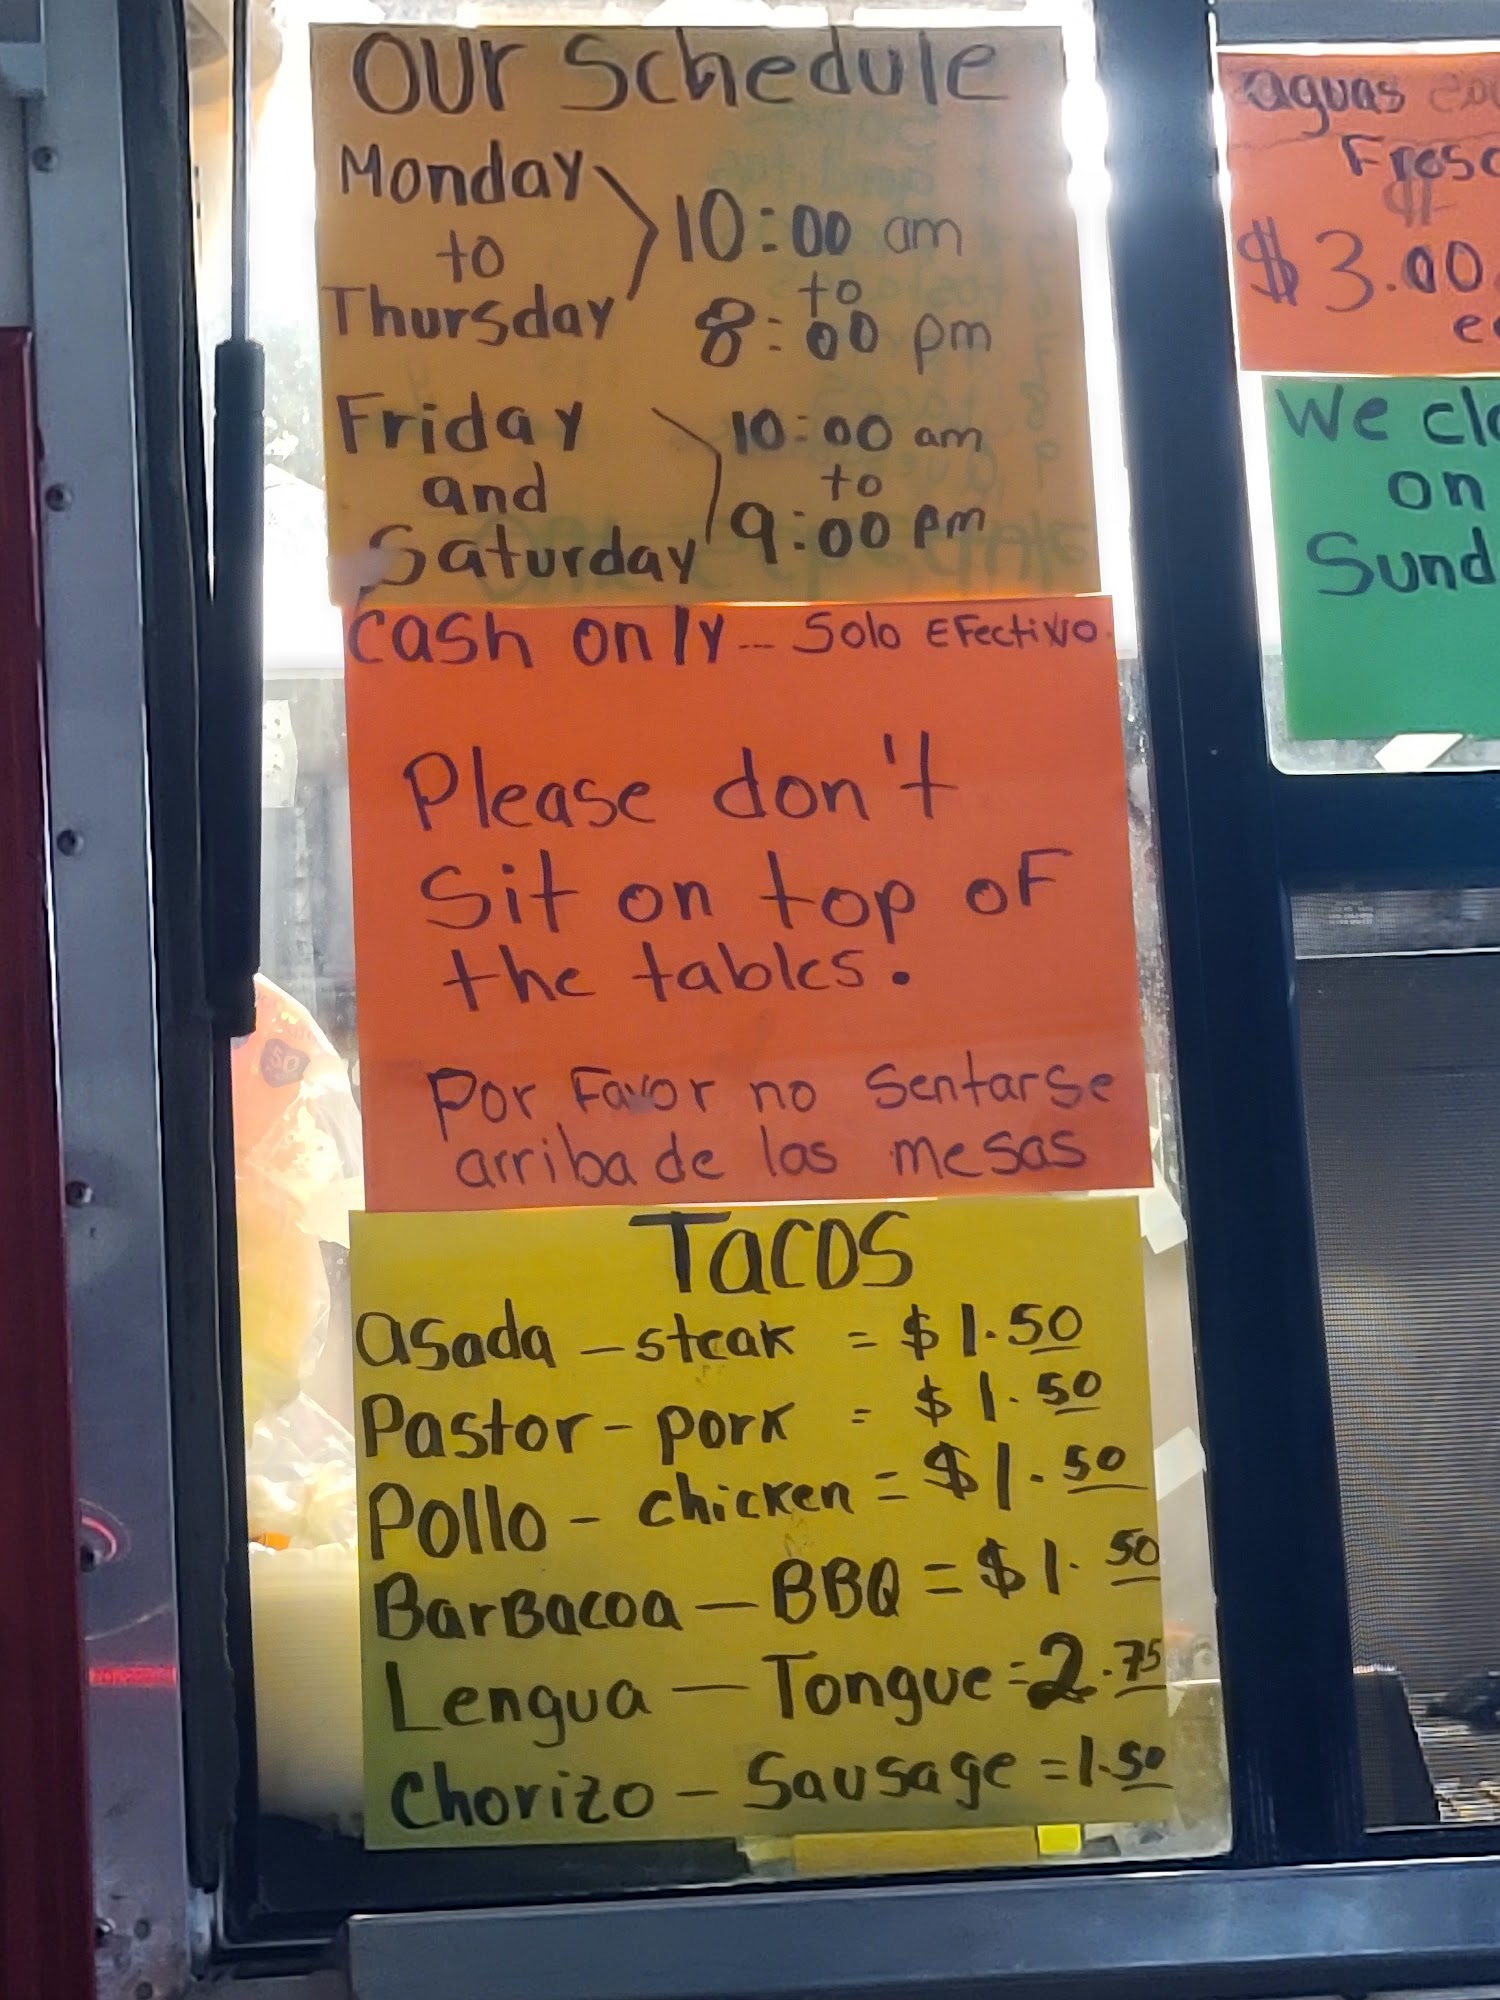 Our Schedule
Monday
to
Thursday
10:00 am
to
8:00 pm
Friday
and
Saturday
10:00 am
to
9:00 pm
Cash only... Solo Efectivo.
Please don't
Sit on top of
the tables.
Por Favor no Sentarse
arriba de las mesas
Tacos
asada - steak = $1.50
Pastor - pork = $1.50
Pollo - chicken = $1.50
Barbacoa - BBQ = $1.50
Lengua - Tongue = 2.75
Chorizo - Sausage = 1.50
aguas
$3.00
We
on
50